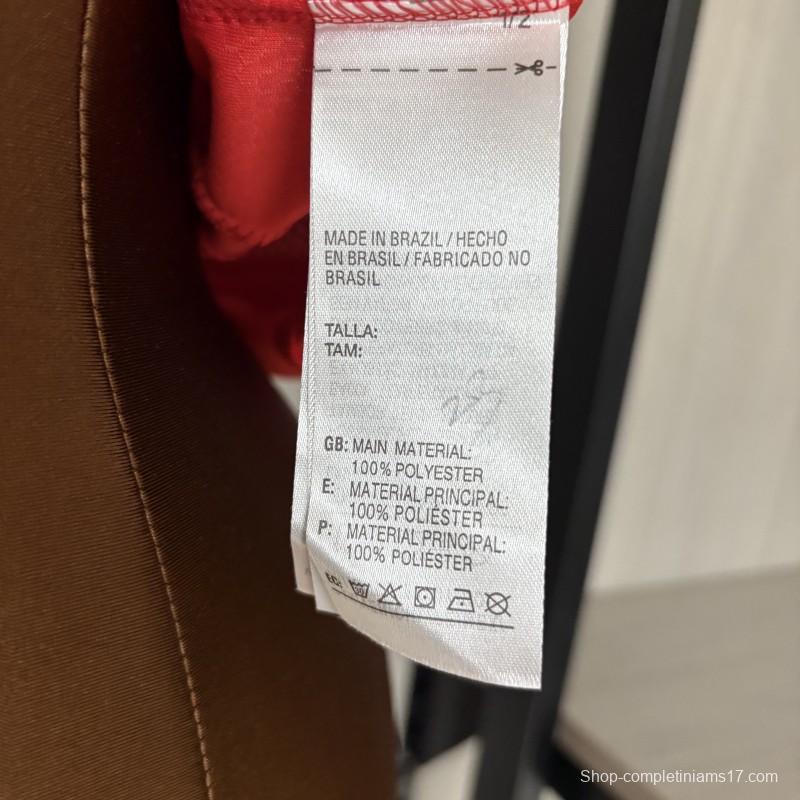 1/2
MADE IN BRAZIL / HECHO
EN BRASIL / FABRICADO NO
BRASIL
TALLA:
TAM:
GB: MAIN MATERIAL:
100% POLYESTER
E: MATERIAL PRINCIPAL:
100% POLIÉSTER
P: MATERIAL PRINCIPAL:
100% POLIÉSTER
EC:
Shop-completiniams17.com